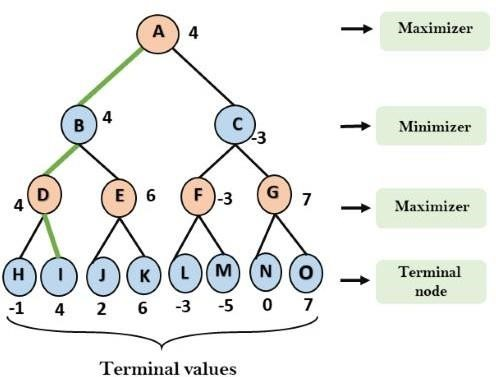 A 4 Maximizer
B 4 C -3 Minimizer
4 D E 6 F -3 G 7 Maximizer
H I J K L M N O Terminal
node
-1 4 2 6 -3 -5 0 7
Terminal values